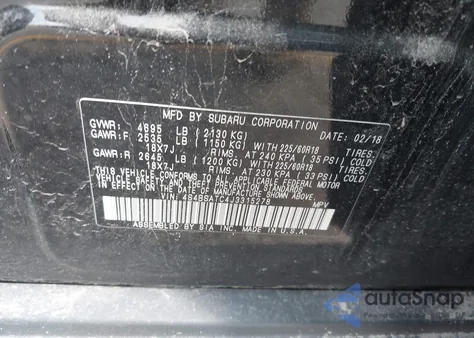 MFD BY SUBARU CORPORATION
GVWR: 4695 LB (2130 KG) DATE: 02/18
GAWR:F 2535 LB (1150 KG) WITH 225/60R18 TIRES,
18X7J RIMS, AT 240 KPA (35 PSI) COLD
GAWR:R 2645 LB (1200 KG) WITH 225/60R18 TIRES,
18X7J RIMS, AT 230 KPA (33 PSI) COLD
THIS VEHICLE CONFORMS TO ALL APPLICABLE FEDERAL MOTOR
VEHICLE SAFETY AND BUMPER STANDARDS
IN EFFECT ON THE DATE OF MANUFACTURE SHOWN ABOVE.
VIN: 4S4BSATC4J3315278 MPV
ASSEMBLED BY SIA, INC. MADE IN U.S.A.
autoSnap